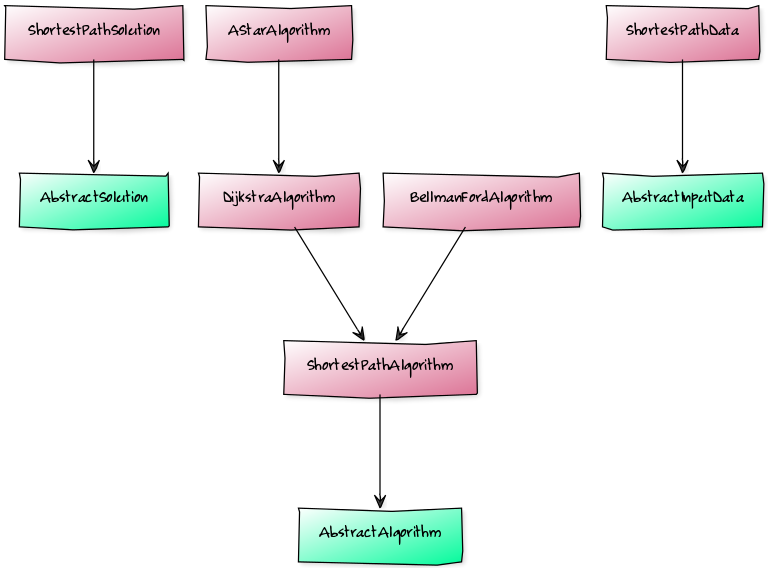 ShortestPathSolution
AStarAlgorithm
ShortestPathData
AbstractSolution
DijkstraAlgorithm
BellmanFordAlgorithm
AbstractInputData
ShortestPathAlgorithm
AbstractAlgorithm